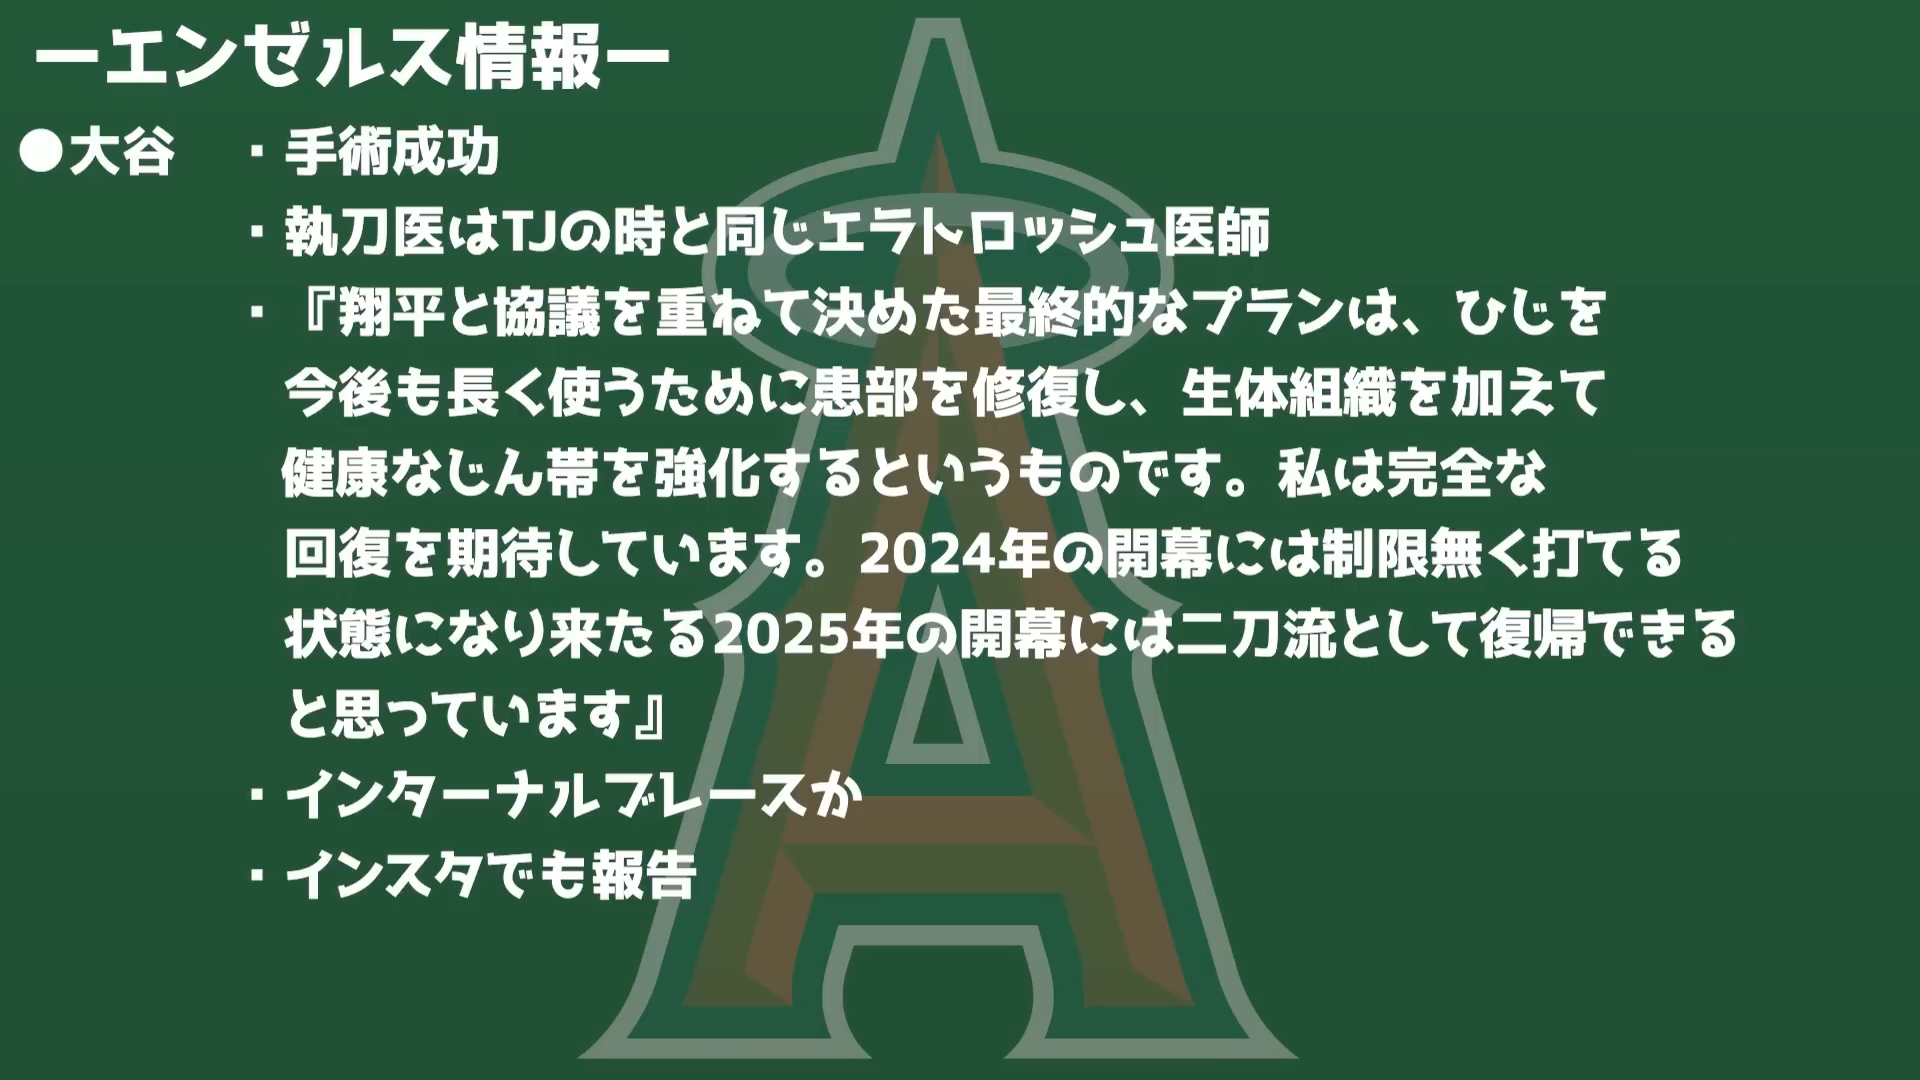 ーエンゼルス情報ー
●大谷 ・手術成功
・執刀医はTJの時と同じエラトロッシュ医師
・『翔平と協議を重ねて決めた最終的なプランは、ひじを
今後も長く使うために患部を修復し、生体組織を加えて
健康なじん帯を強化するというものです。私は完全な
回復を期待しています。2024年の開幕には制限無く打てる
状態になり来たる2025年の開幕には二刀流として復帰できる
と思っています』
・インターナルブレースか
・インスタでも報告